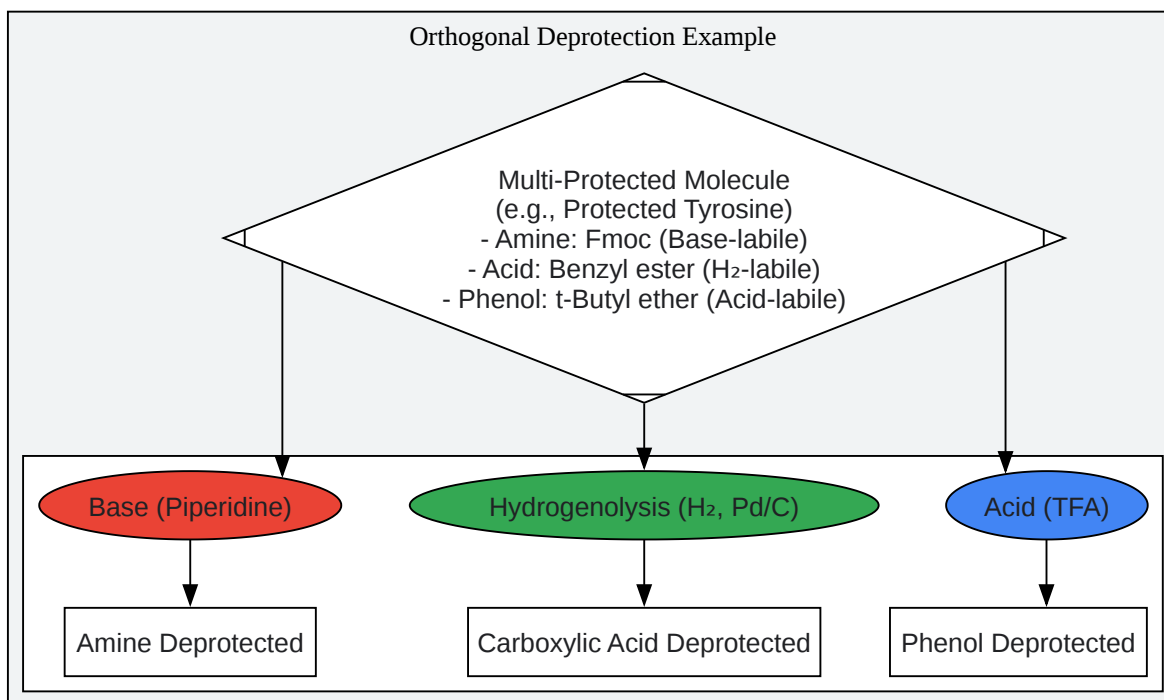 Orthogonal Deprotection Example
Multi-Protected Molecule
(e.g., Protected Tyrosine)
- Amine: Fmoc (Base-labile)
- Acid: Benzyl ester (H₂-labile)
- Phenol: t-Butyl ether (Acid-labile)
Base (Piperidine)
Hydrogenolysis (H₂, Pd/C)
Acid (TFA)
Amine Deprotected
Carboxylic Acid Deprotected
Phenol Deprotected